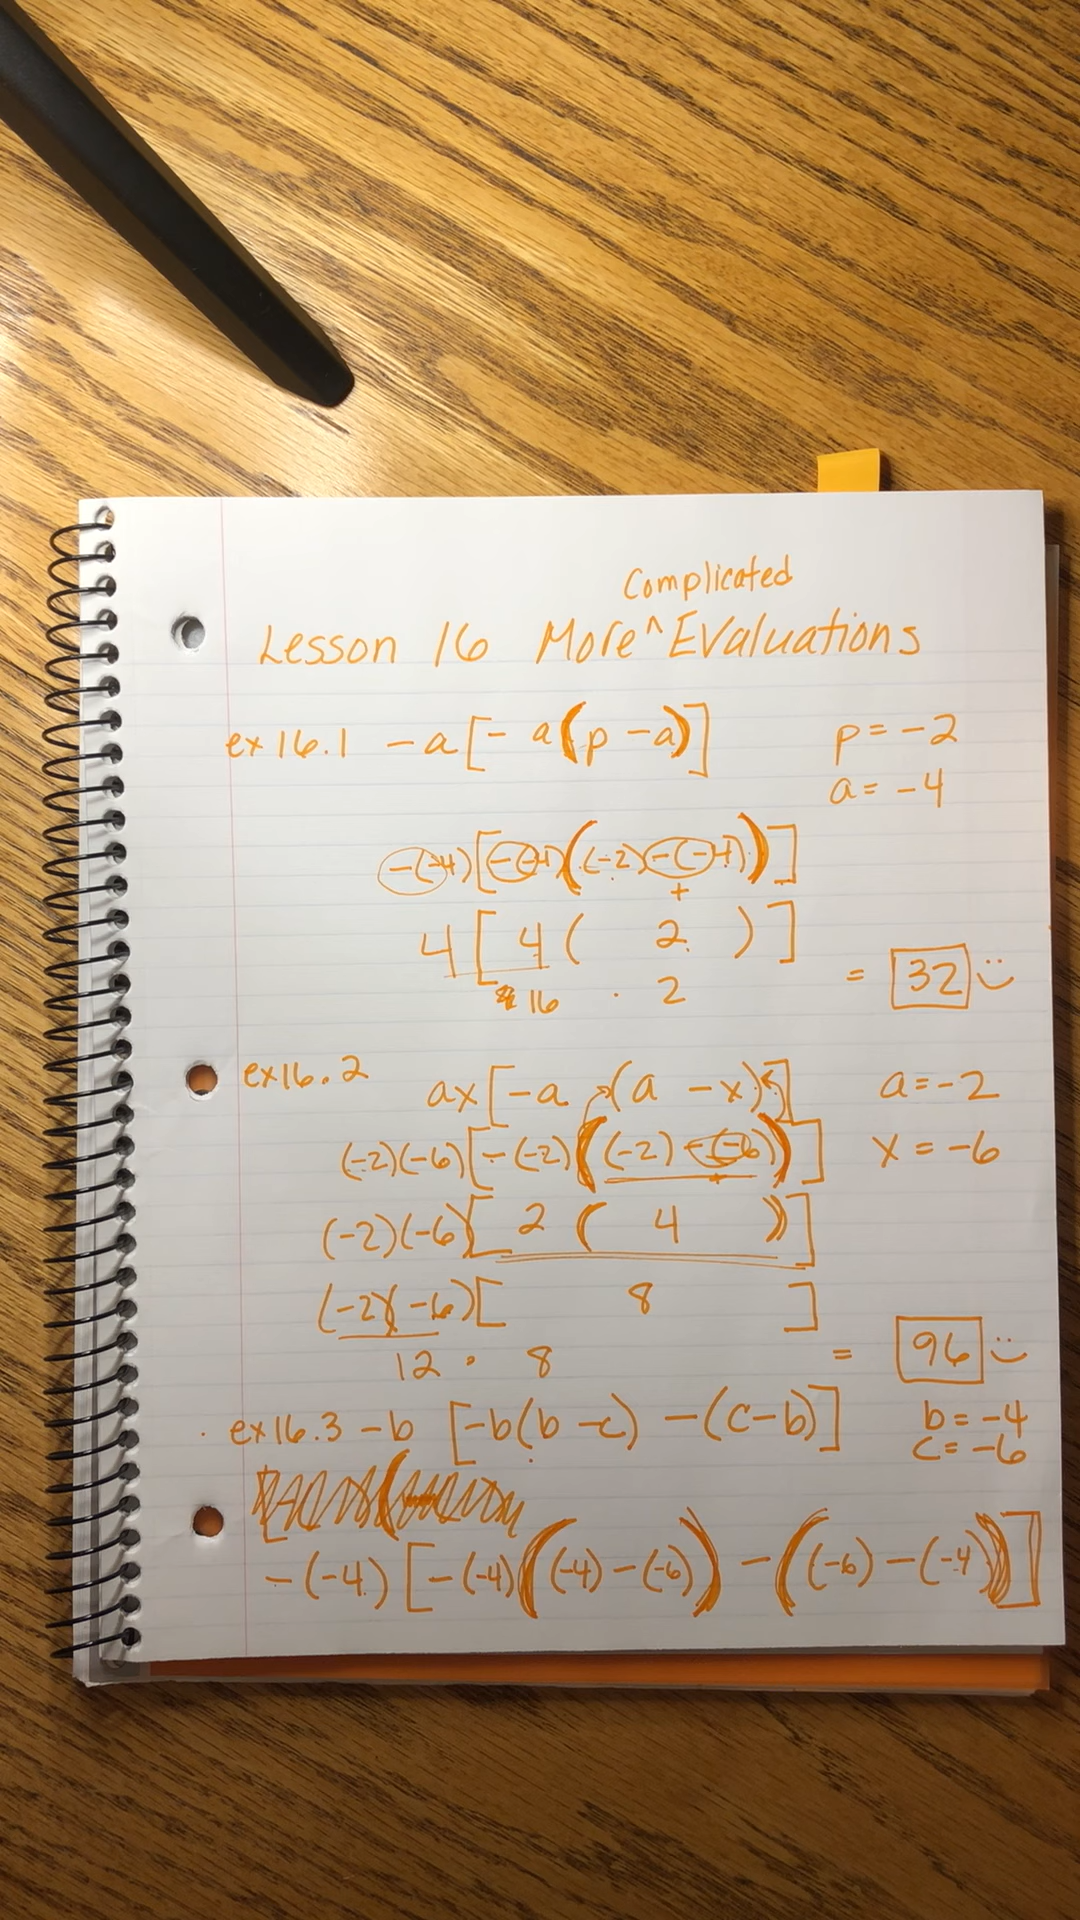 Complicated
Lesson 16 More ^ Evaluations
ex 16.1 -a[- a(p -a)] p= -2
a= -4
-(-4)[-(-4)((-2)-(-4))]
+
4[ 4( 2 )]
16 · 2 = 32
ex16.2 ax[-a (a -x)] a=-2
(-2)(-6)[-(-2)((-2)-(-6))] x = -6
+
(-2)(-6)[ 2 ( 4 )]
(-2)(-6)[ 8 ]
12 · 8 = 96
ex16.3 -b [-b(b-c) -(c-b)] b=-4
c=-6
-(-4)[-(-4)((-4)-(-6)) -((-6)-(-4))]